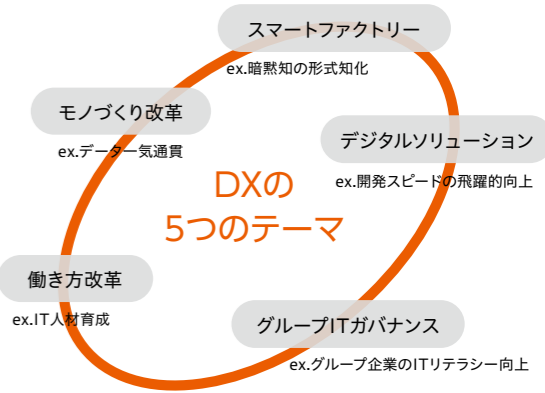 スマートファクトリー
ex.暗黙知の形式知化
モノづくり改革
ex.データ一気通貫
デジタルソリューション
ex.開発スピードの飛躍的向上
DXの
5つのテーマ
働き方改革
ex.IT人材育成
グループITガバナンス
ex.グループ企業のITリテラシー向上